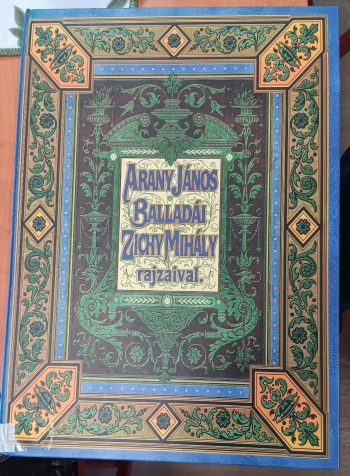 ARANY JÁNOS
BALLADÁI
ZICHY MIHÁLY
rajzaival.